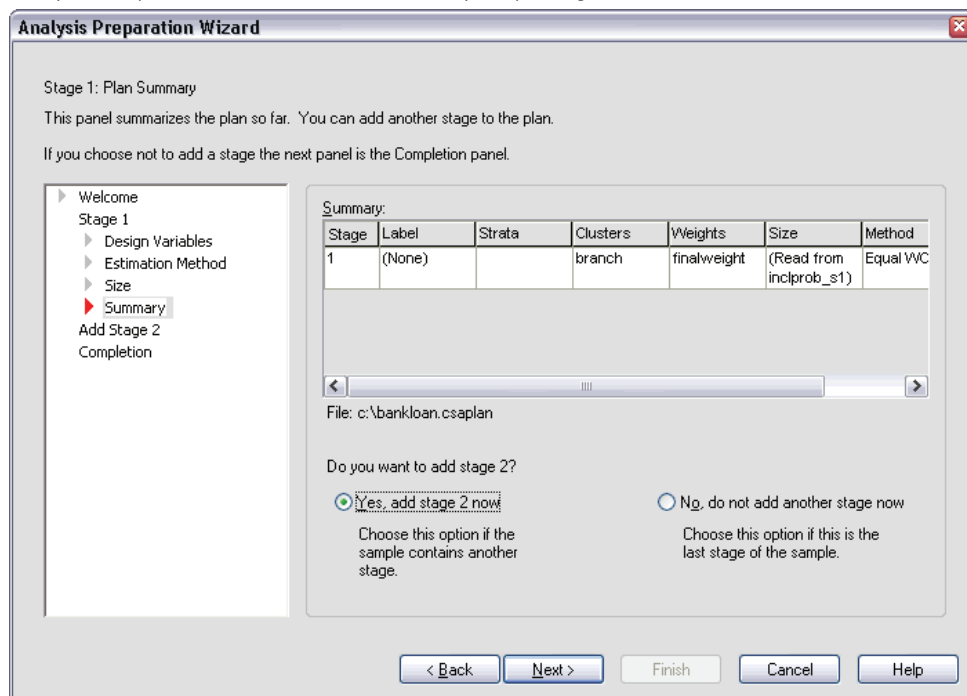 Analysis Preparation Wizard
Stage 1: Plan Summary
This panel summarizes the plan so far. You can add another stage to the plan.
If you choose not to add a stage the next panel is the Completion panel.
Welcome
Stage 1
Design Variables
Estimation Method
Size
Summary
Add Stage 2
Completion
Summary:
Stage Label Strata Clusters Weights Size Method
1 (None) branch finalweight (Read from Equal WO
inclprob_s1)
File: c:\bankloan.csaplan
Do you want to add stage 2?
Yes, add stage 2 now
Choose this option if the
sample contains another
stage.
No, do not add another stage now
Choose this option if this is the
last stage of the sample.
< Back Next > Finish Cancel Help